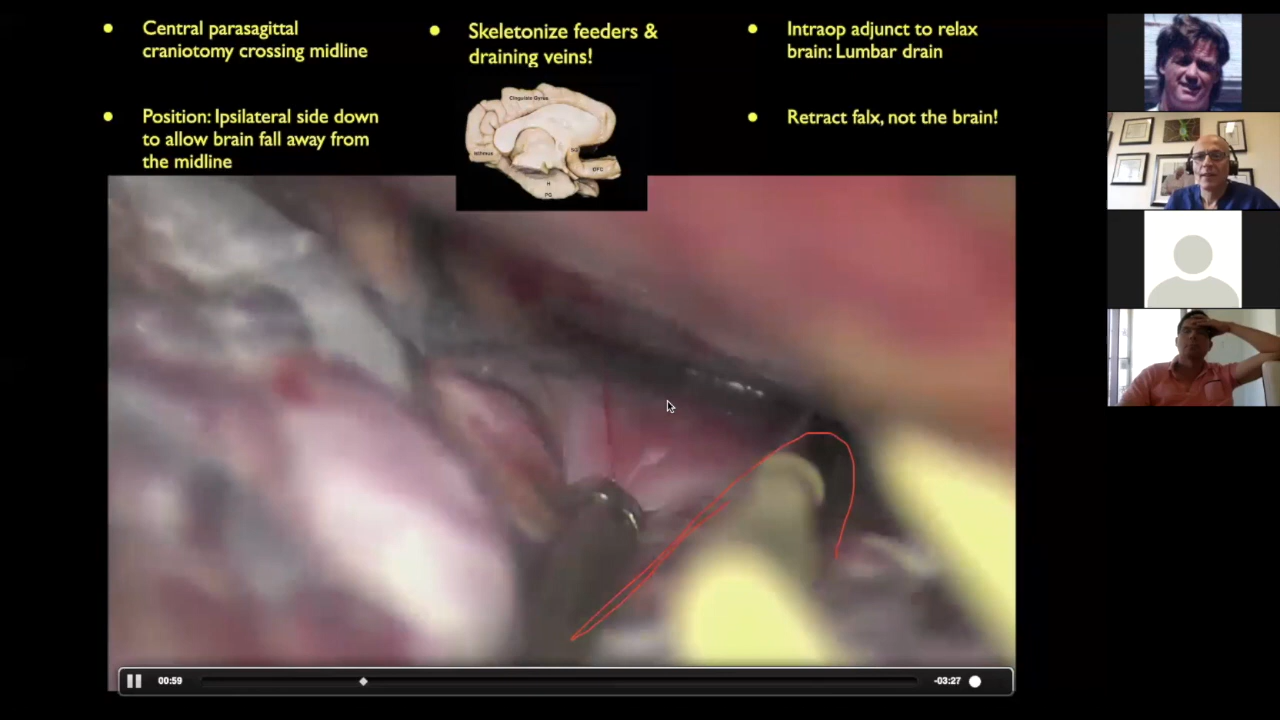 Central parasagittal
craniotomy crossing midline
Position: Ipsilateral side down
to allow brain fall away from
the midline
Skeletonize feeders &
draining veins!
Cingulate Gyrus
Isthmus
H
PG
Intraop adjunct to relax
brain: Lumbar drain
Retract falx, not the brain!
00:59
-03:27